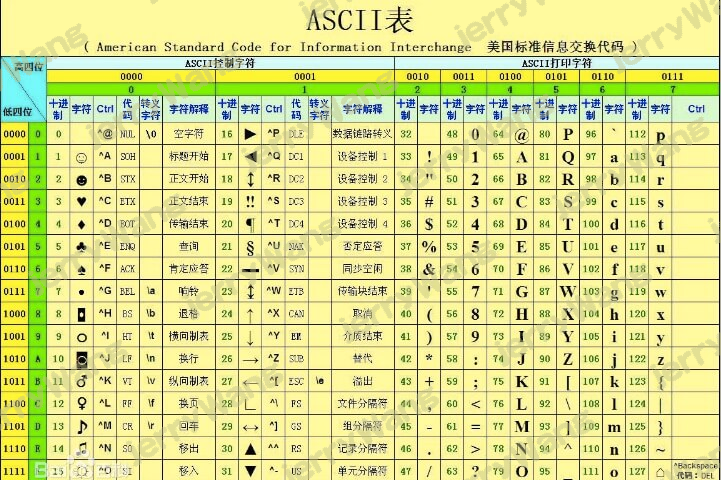 ASCII表
( American Standard Code for Information Interchange 美国标准信息交换代码 )
高四位 ASCII控制字符 ASCII打印字符
0000 0001 0010 0011 0100 0101 0110 0111
0 1 2 3 4 5 6 7
低四位 十进制 字符 Ctrl 代码 转义字符 字符解释 十进制 字符 Ctrl 代码 转义字符 字符解释 十进制 字符 十进制 字符 十进制 字符 十进制 字符 十进制 字符 十进制 字符 Ctrl
0000 0 0 ^@ NUL \0 空字符 16 ► ^P DLE 数据链路转义 32 48 0 64 @ 80 P 96 ` 112 p
0001 1 1 ☺ ^A SOH 标题开始 17 ◄ ^Q DC1 设备控制 1 33 ! 49 1 65 A 81 Q 97 a 113 q
0010 2 2 ☻ ^B STX 正文开始 18 ↕ ^R DC2 设备控制 2 34 " 50 2 66 B 82 R 98 b 114 r
0011 3 3 ♥ ^C ETX 正文结束 19 ‼ ^S DC3 设备控制 3 35 # 51 3 67 C 83 S 99 c 115 s
0100 4 4 ♦ ^D EOT 传输结束 20 ¶ ^T DC4 设备控制 4 36 $ 52 4 68 D 84 T 100 d 116 t
0101 5 5 ♣ ^E ENQ 查询 21 § ^U NAK 否定应答 37 % 53 5 69 E 85 U 101 e 117 u
0110 6 6 ♠ ^F ACK 肯定应答 22 ▬ ^V SYN 同步空闲 38 & 54 6 70 F 86 V 102 f 118 v
0111 7 7 • ^G BEL \a 响铃 23 ↨ ^W ETB 传输块结束 39 ' 55 7 71 G 87 W 103 g 119 w
1000 8 8 ◘ ^H BS \b 退格 24 ↑ ^X CAN 取消 40 ( 56 8 72 H 88 X 104 h 120 x
1001 9 9 ○ ^I HT \t 横向制表 25 ↓ ^Y EM 介质结束 41 ) 57 9 73 I 89 Y 105 i 121 y
1010 A 10 ◙ ^J LF \n 换行 26 → ^Z SUB 替代 42 * 58 : 74 J 90 Z 106 j 122 z
1011 B 11 ♂ ^K VT \v 纵向制表 27 ← ^[ ESC \e 溢出 43 + 59 ; 75 K 91 [ 107 k 123 {
1100 C 12 ♀ ^L FF \f 换页 28 ∟ ^\ FS 文件分隔符 44 , 60 < 76 L 92 \ 108 l 124 |
1101 D 13 ♪ ^M CR \r 回车 29 ↔ ^] GS 组分隔符 45 - 61 = 77 M 93 ] 109 m 125 }
1110 E 14 ♫ ^N SO 移出 30 ▲ ^^ RS 记录分隔符 46 . 62 > 78 N 94 ^ 110 n 126 ~
1111 15 ^O SI 移入 31 ▼ ^- US 单元分隔符 47 / 63 ? 79 O 95 _ 111 o 127 ⌂ ^Backspace 代码: DEL
jerryWang